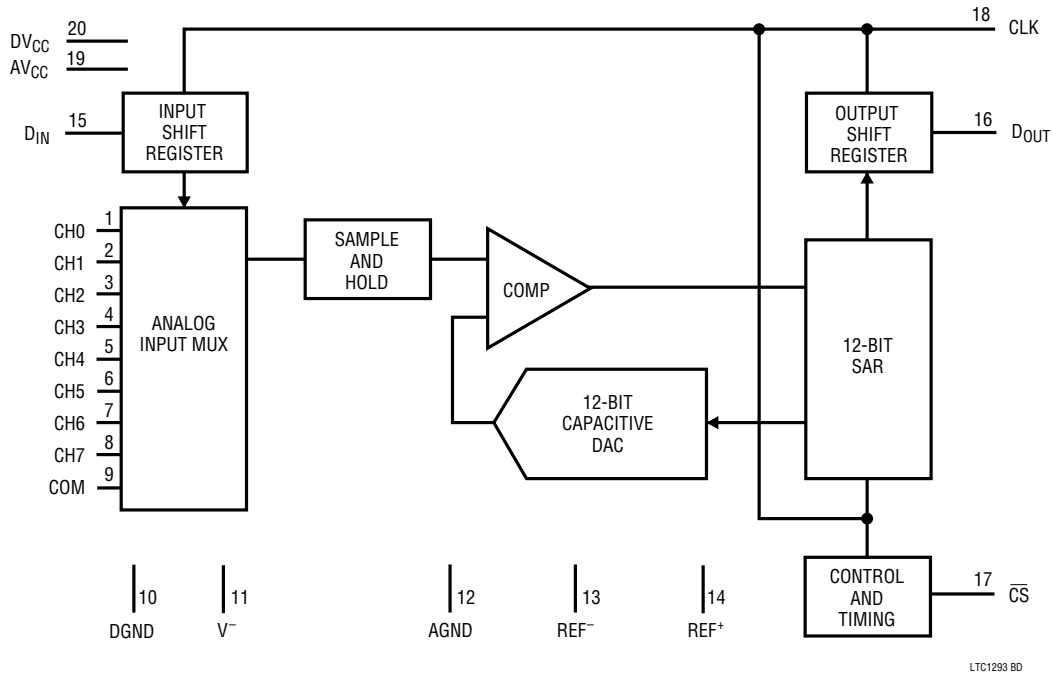 DVCC 20
AVCC 19
18 CLK
DIN 15
INPUT
SHIFT
REGISTER
OUTPUT
SHIFT
REGISTER
16 DOUT
CH0 1
CH1 2
CH2 3
CH3 4
CH4 5
CH5 6
CH6 7
CH7 8
COM 9
ANALOG
INPUT MUX
SAMPLE
AND
HOLD
COMP
12-BIT
CAPACITIVE
DAC
12-BIT
SAR
CONTROL
AND
TIMING
17 C̅S̅
10
DGND
11
V⁻
12
AGND
13
REF⁻
14
REF⁺
LTC1293 BD